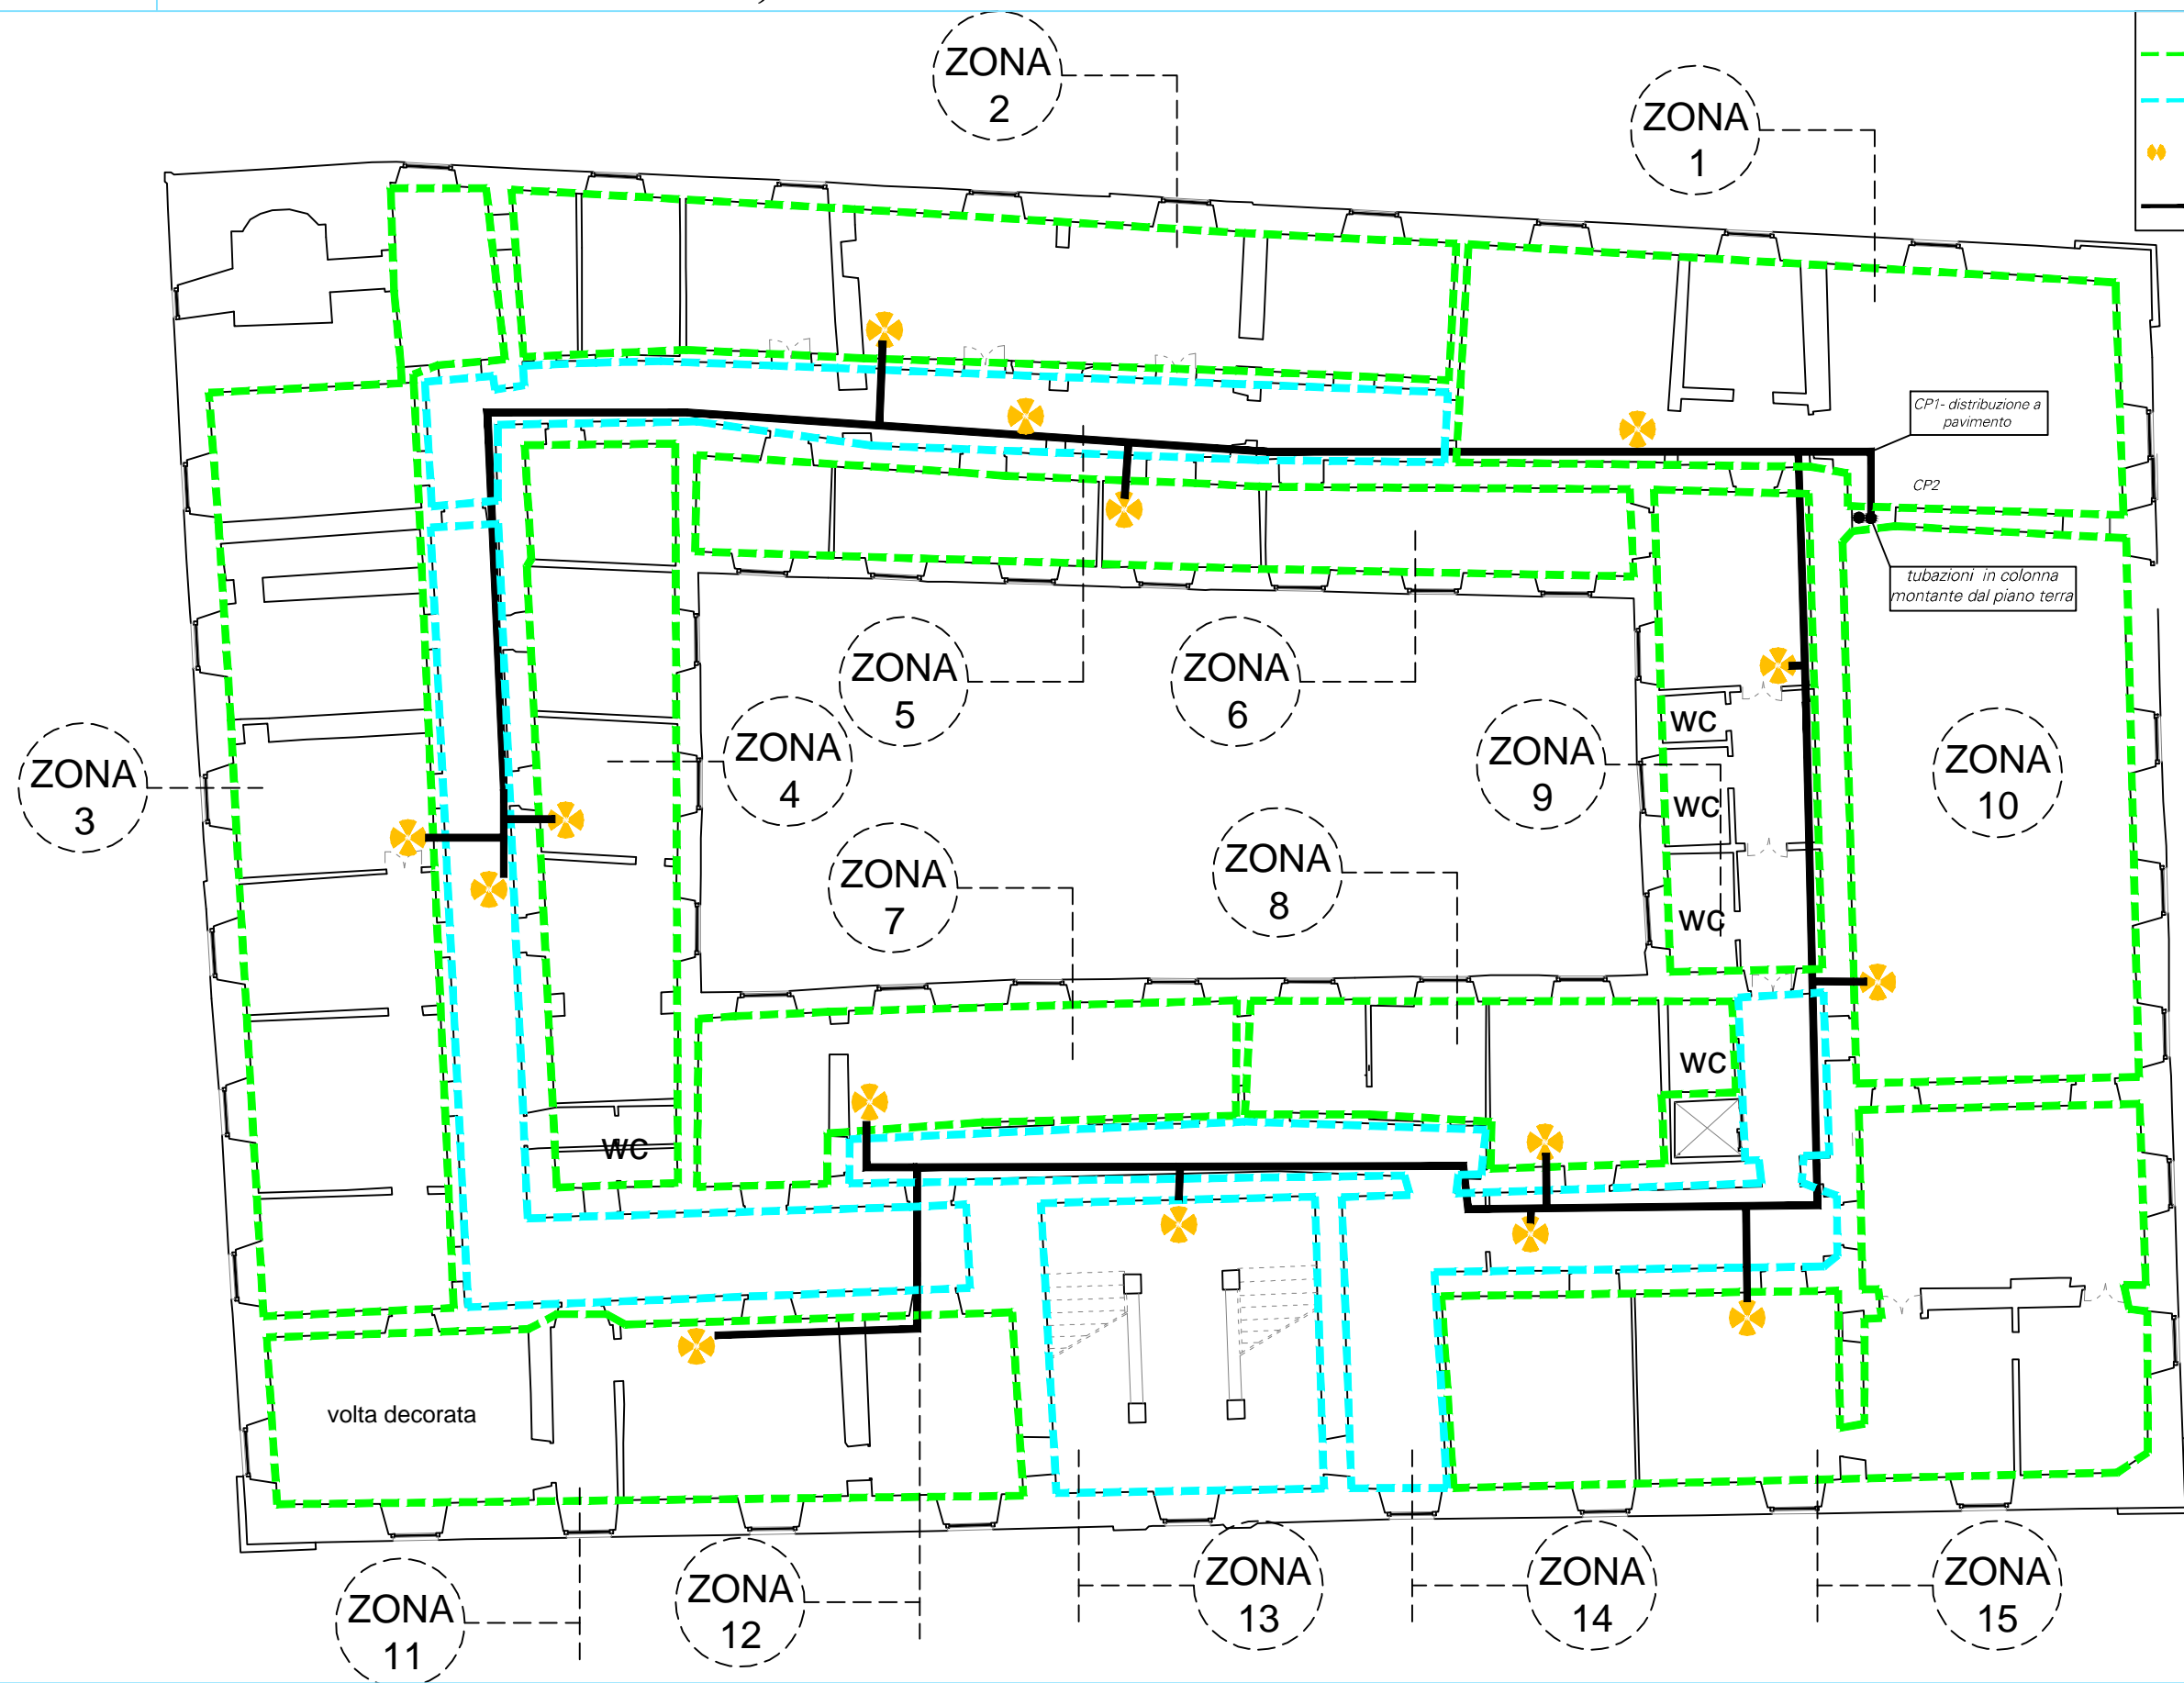 ZONA
2
ZONA
1
CP1- distribuzione a
pavimento
CP2
tubazioni in colonna
montante dal piano terra
ZONA
5
ZONA
6
ZONA
4
ZONA
3
ZONA
9
ZONA
10
wc
wc
wc
ZONA
7
ZONA
8
wc
wc
volta decorata
ZONA
11
ZONA
12
ZONA
13
ZONA
14
ZONA
15